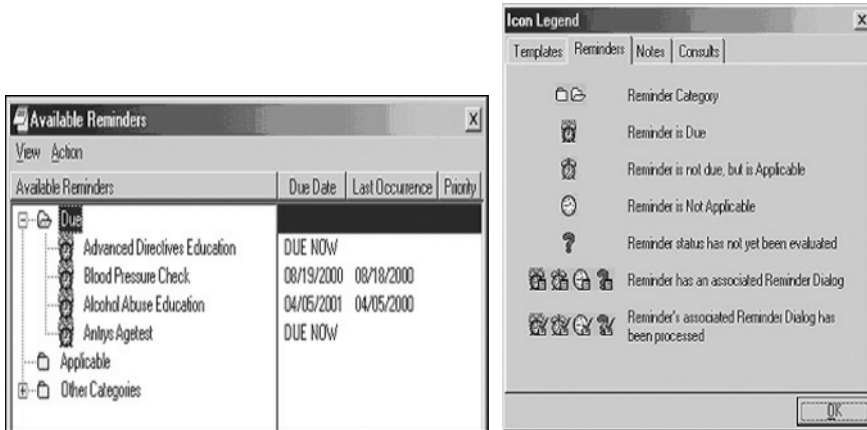 Available Reminders
View Action
Available Reminders Due Date Last Occurrence Priority
Due
Advanced Directives Education DUE NOW
Blood Pressure Check 08/19/2000 08/18/2000
Alcohol Abuse Education 04/05/2001 04/05/2000
Antrys Agetest DUE NOW
Applicable
Other Categories
Icon Legend
Templates Reminders Notes Consults
Reminder Category
Reminder is Due
Reminder is not due, but is Applicable
Reminder is Not Applicable
Reminder status has not yet been evaluated
Reminder has an associated Reminder Dialog
Reminder's associated Reminder Dialog has
been processed
OK